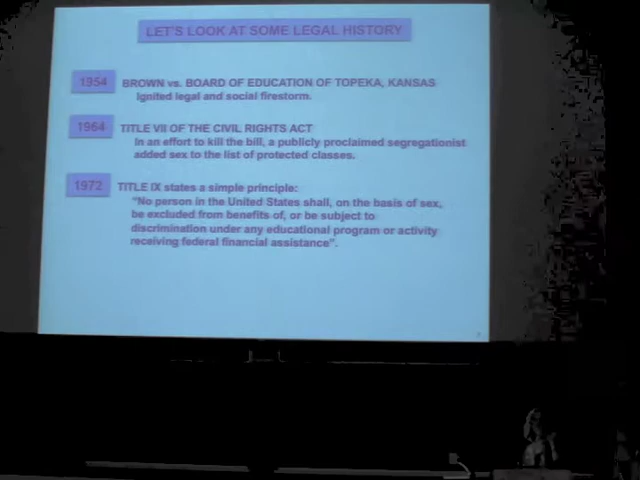 LET'S LOOK AT SOME LEGAL HISTORY
1954 BROWN vs. BOARD OF EDUCATION OF TOPEKA, KANSAS
Ignited legal and social firestorm.
1964 TITLE VII OF THE CIVIL RIGHTS ACT
In an effort to kill the bill, a publicly proclaimed segregationist
added sex to the list of protected classes.
1972 TITLE IX states a simple principle:
"No person in the United States shall, on the basis of sex,
be excluded from benefits of, or be subject to
discrimination under any educational program or activity
receiving federal financial assistance".